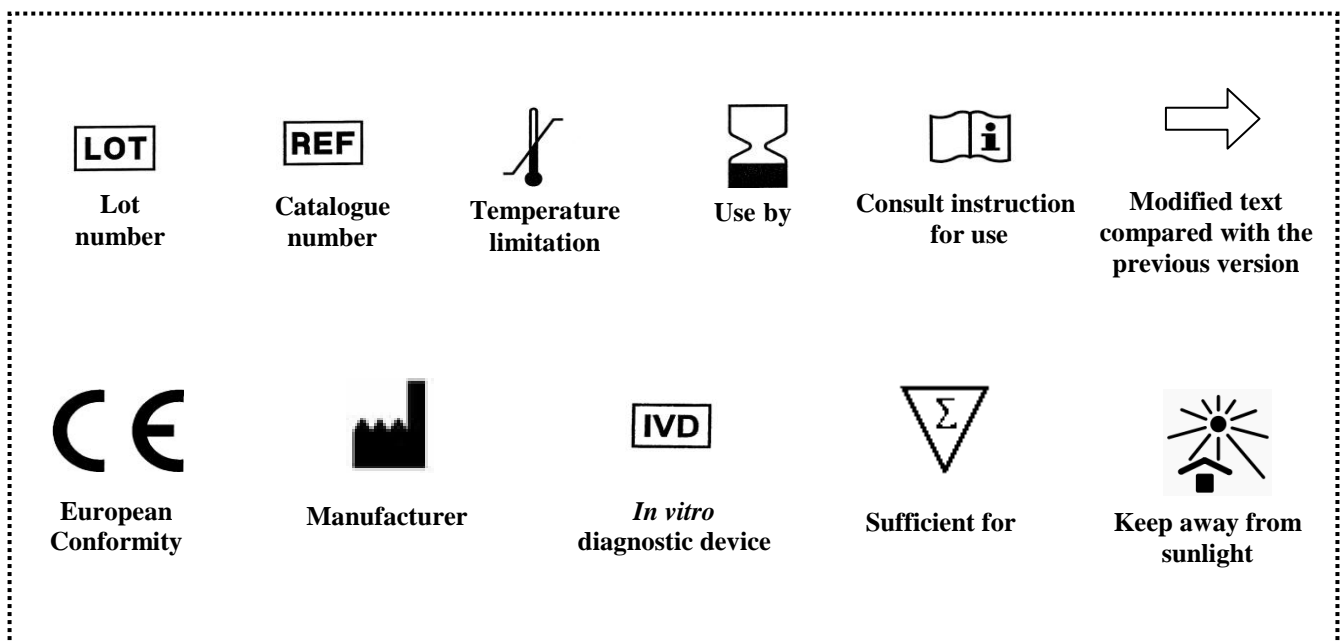 LOT
REF
i
Lot
number
Catalogue
number
Temperature
limitation
Use by
Consult instruction
for use
Modified text
compared with the
previous version
CE
IVD
Σ
European
Conformity
Manufacturer
In vitro
diagnostic device
Sufficient for
Keep away from
sunlight